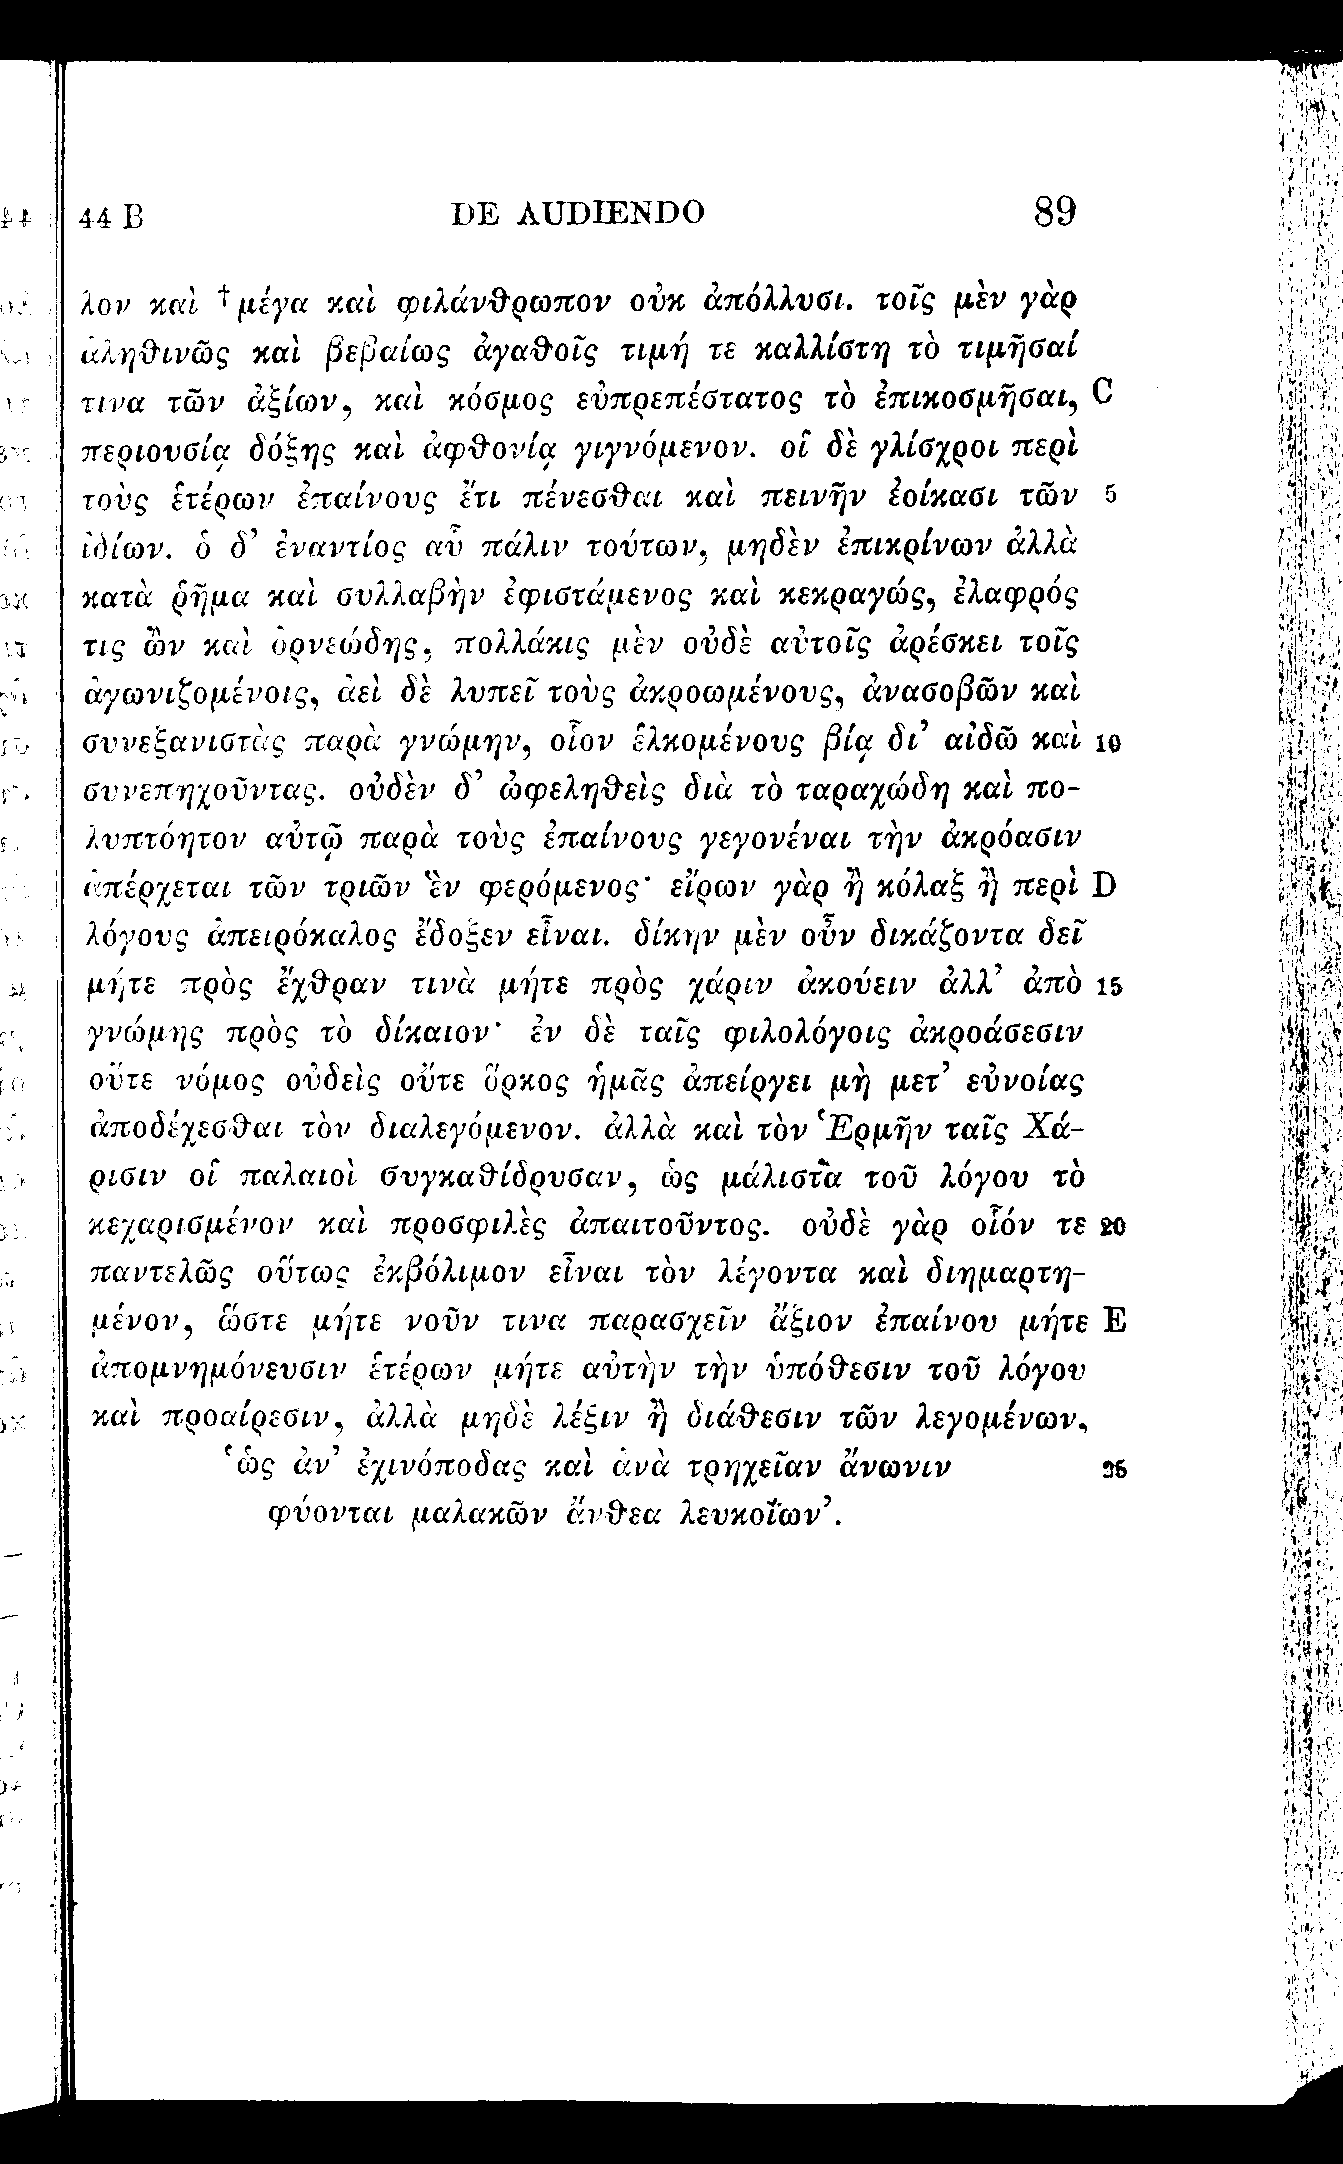 44 B DE AUDIENDO 89
λον καὶ †μέγα καὶ φιλάνθρωπον οὐκ ἀπόλλυσι. τοῖς μὲν γὰρ
ἀληθινῶς καὶ βεβαίως ἀγαθοῖς τιμή τε καλλίστη τὸ τιμῆσαί
τινα τῶν ἀξίων, καὶ κόσμος εὐπρεπέστατος τὸ ἐπικοσμῆσαι, C
περιουσίᾳ δόξης καὶ ἀφθονίᾳ γιγνόμενον. οἱ δὲ γλίσχροι περὶ
τοὺς ἑτέρων ἐπαίνους ἔτι πένεσθαι καὶ πεινῆν ἐοίκασι τῶν 5
ἰδίων. ὁ δ’ ἐναντίος αὖ πάλιν τούτων, μηδὲν ἐπικρίνων ἀλλὰ
κατὰ ῥῆμα καὶ συλλαβὴν ἐφιστάμενος καὶ κεκραγώς, ἐλαφρός
τις ὢν καὶ ὀρνεώδης, πολλάκις μὲν οὐδὲ αὐτοῖς ἀρέσκει τοῖς
ἀγωνιζομένοις, ἀεὶ δὲ λυπεῖ τοὺς ἀκροωμένους, ἀνασοβῶν καὶ
συνεξανιστὰς παρὰ γνώμην, οἷον ἑλκομένους βίᾳ δι’ αἰδῶ καὶ 10
συνεπηχοῦντας. οὐδὲν δ’ ὠφεληθεὶς διὰ τὸ ταραχώδη καὶ πο-
λυπτόητον αὐτῷ παρὰ τοὺς ἐπαίνους γεγονέναι τὴν ἀκρόασιν
ἀπέρχεται τῶν τριῶν ἓν φερόμενος· εἴρων γὰρ ἢ κόλαξ ἢ περὶ D
λόγους ἀπειρόκαλος ἔδοξεν εἶναι. δίκην μὲν οὖν δικάζοντα δεῖ
μήτε πρὸς ἔχθραν τινὰ μήτε πρὸς χάριν ἀκούειν ἀλλ’ ἀπὸ 15
γνώμης πρὸς τὸ δίκαιον· ἐν δὲ ταῖς φιλολόγοις ἀκροάσεσιν
οὔτε νόμος οὐδεὶς οὔτε ὅρκος ἡμᾶς ἀπείργει μὴ μετ’ εὐνοίας
ἀποδέχεσθαι τὸν διαλεγόμενον. ἀλλὰ καὶ τὸν Ἑρμῆν ταῖς Χά-
ρισιν οἱ παλαιοὶ συγκαθίδρυσαν, ὡς μάλιστα τοῦ λόγου τὸ
κεχαρισμένον καὶ προσφιλὲς ἀπαιτοῦντος. οὐδὲ γὰρ οἷόν τε 20
παντελῶς οὕτως ἐκβόλιμον εἶναι τὸν λέγοντα καὶ διημαρτη-
μένον, ὥστε μήτε νοῦν τινα παρασχεῖν ἄξιον ἐπαίνου μήτε E
ἀπομνημόνευσιν ἑτέρων μήτε αὐτὴν τὴν ὑπόθεσιν τοῦ λόγου
καὶ προαίρεσιν, ἀλλὰ μηδὲ λέξιν ἢ διάθεσιν τῶν λεγομένων,
‘ὡς ἀν’ ἐχινόποδας καὶ ἀνὰ τρηχεῖαν ἄνωνιν 25
φύονται μαλακῶν ἄνθεα λευκοΐων’.